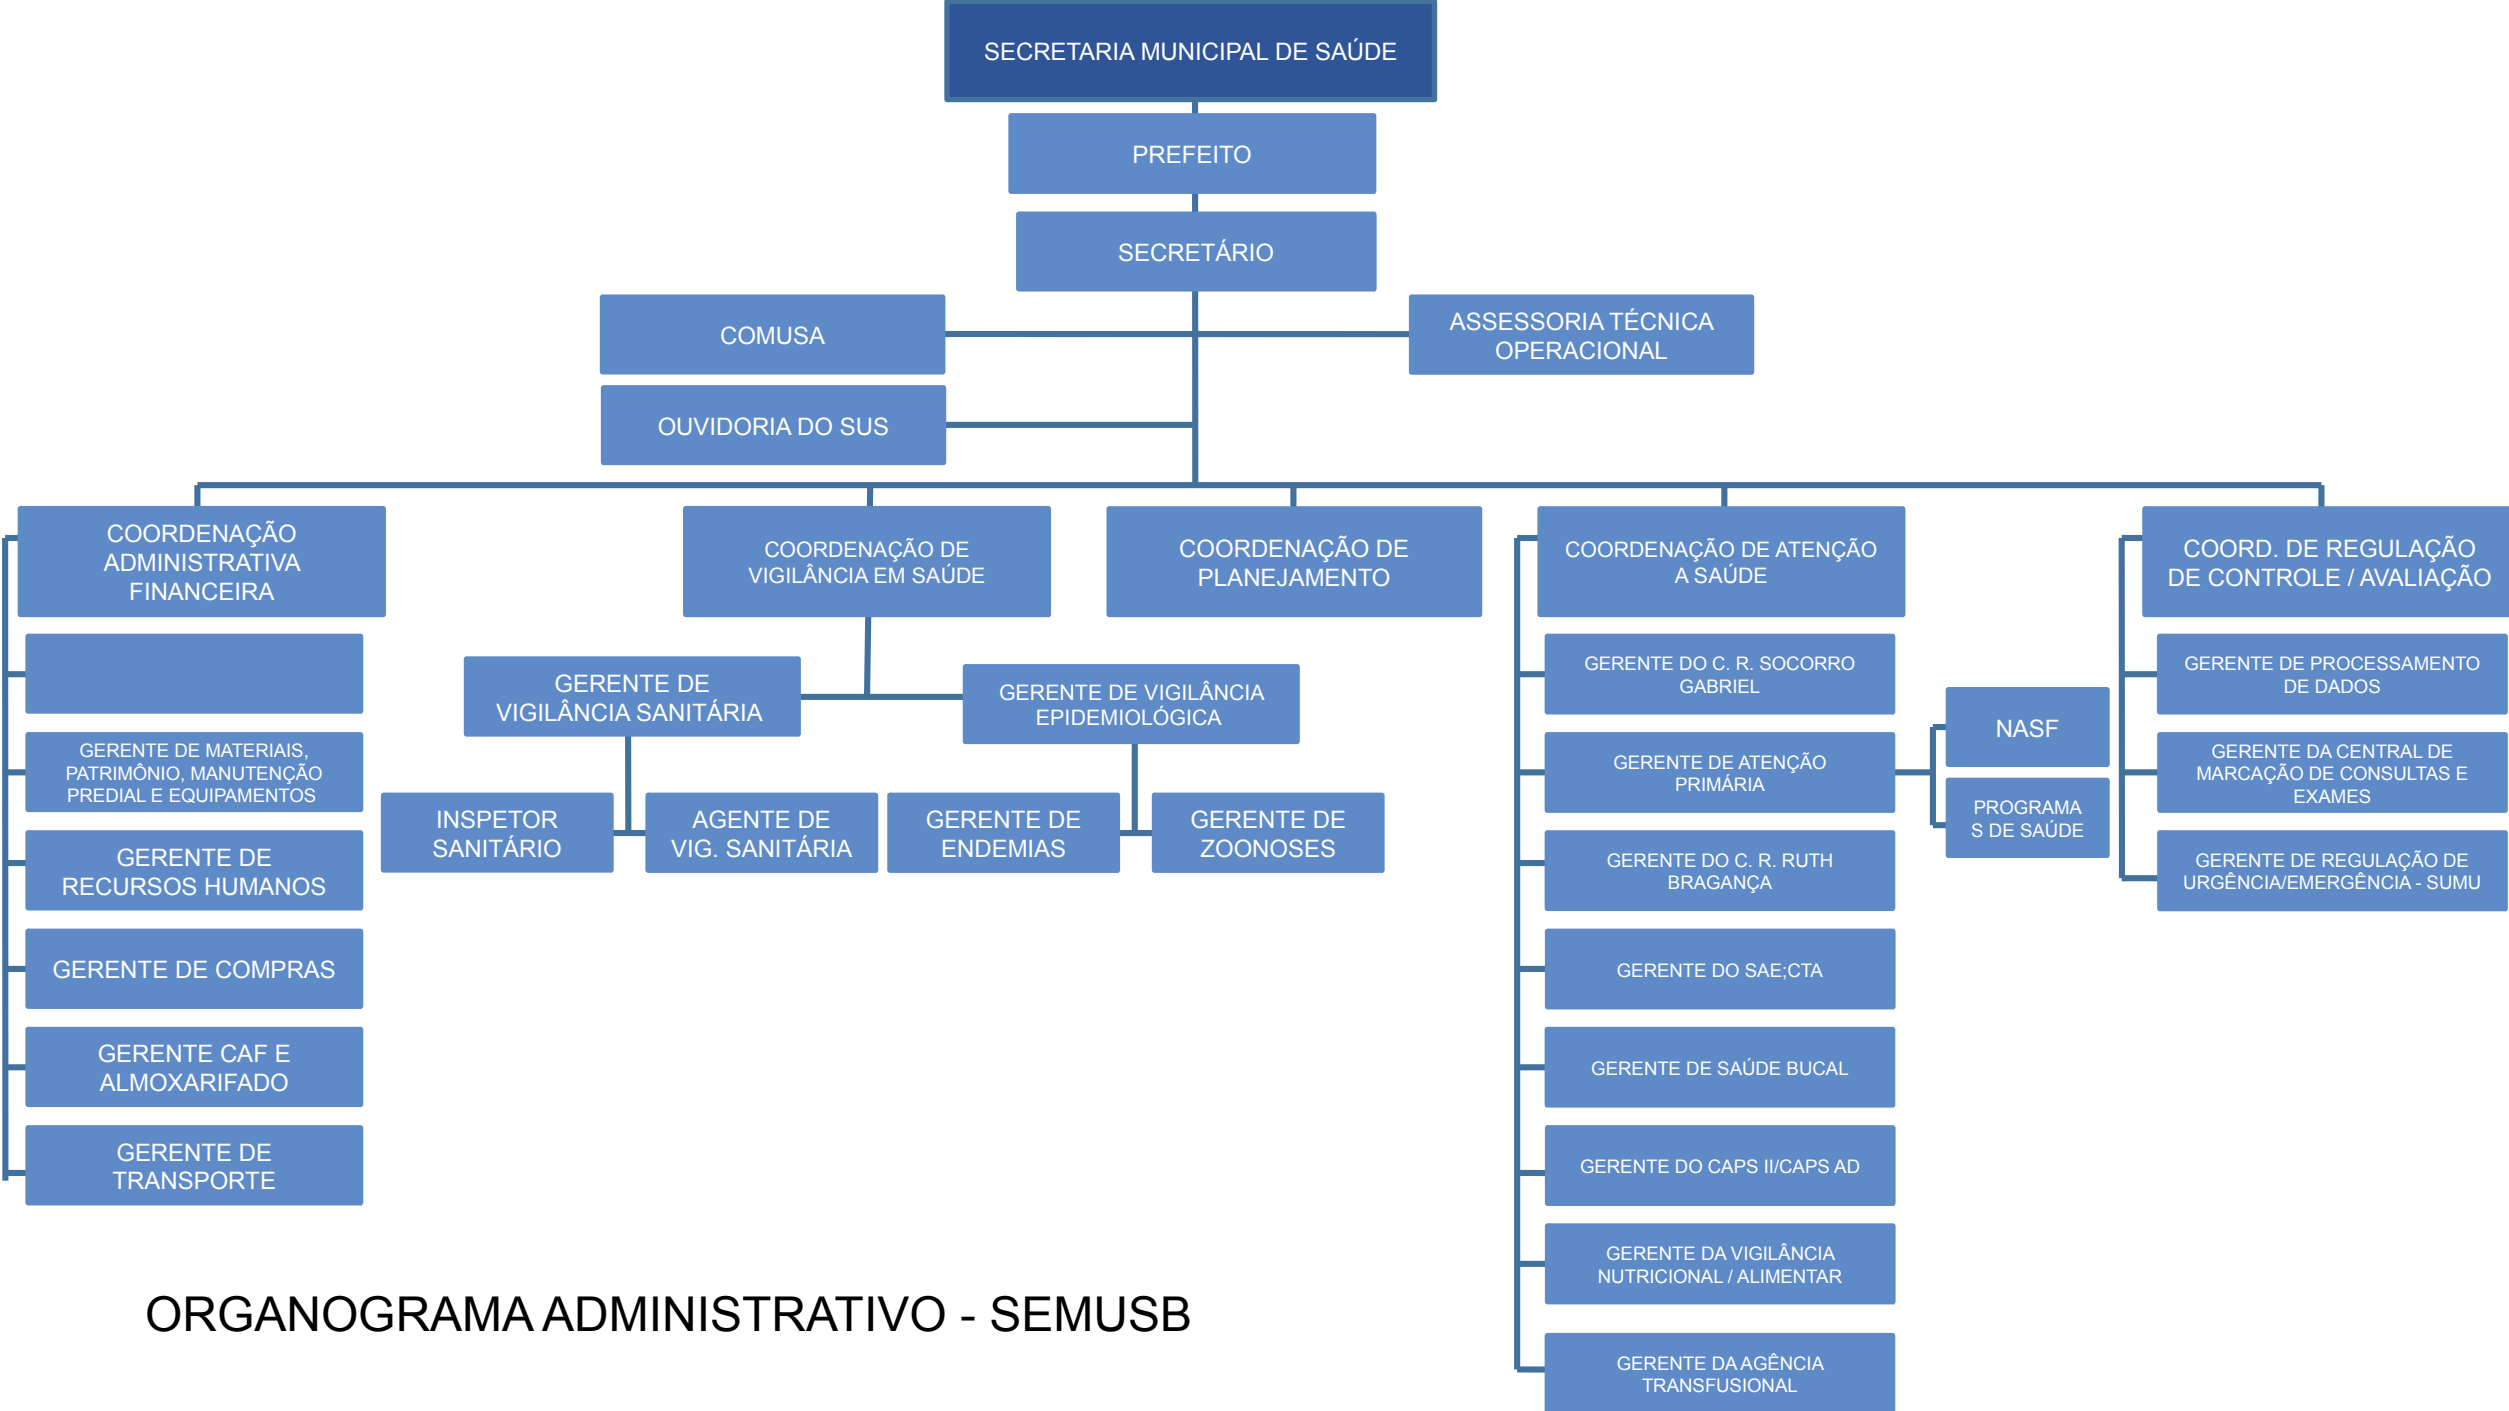 SECRETARIA MUNICIPAL DE SAÚDE
PREFEITO
SECRETÁRIO
COMUSA
ASSESSORIA TÉCNICA
OPERACIONAL
OUVIDORIA DO SUS
COORDENAÇÃO
ADMINISTRATIVA
FINANCEIRA
GERENTE DE MATERIAIS,
PATRIMÔNIO, MANUTENÇÃO
PREDIAL E EQUIPAMENTOS
GERENTE DE
RECURSOS HUMANOS
GERENTE DE COMPRAS
GERENTE CAF E
ALMOXARIFADO
GERENTE DE
TRANSPORTE
COORDENAÇÃO DE
VIGILÂNCIA EM SAÚDE
GERENTE DE
VIGILÂNCIA SANITÁRIA
INSPETOR
SANITÁRIO
AGENTE DE
VIG. SANITÁRIA
GERENTE DE VIGILÂNCIA
EPIDEMIOLÓGICA
GERENTE DE
ENDEMIAS
GERENTE DE
ZOONOSES
COORDENAÇÃO DE
PLANEJAMENTO
COORDENAÇÃO DE ATENÇÃO
A SAÚDE
GERENTE DO C. R. SOCORRO
GABRIEL
GERENTE DE ATENÇÃO
PRIMÁRIA
NASF
PROGRAMA
S DE SAÚDE
GERENTE DO C. R. RUTH
BRAGANÇA
GERENTE DO SAE;CTA
GERENTE DE SAÚDE BUCAL
GERENTE DO CAPS II/CAPS AD
GERENTE DA VIGILÂNCIA
NUTRICIONAL / ALIMENTAR
GERENTE DA AGÊNCIA
TRANSFUSIONAL
COORD. DE REGULAÇÃO
DE CONTROLE / AVALIAÇÃO
GERENTE DE PROCESSAMENTO
DE DADOS
GERENTE DA CENTRAL DE
MARCAÇÃO DE CONSULTAS E
EXAMES
GERENTE DE REGULAÇÃO DE
URGÊNCIA/EMERGÊNCIA - SUMU
ORGANOGRAMA ADMINISTRATIVO - SEMUSB